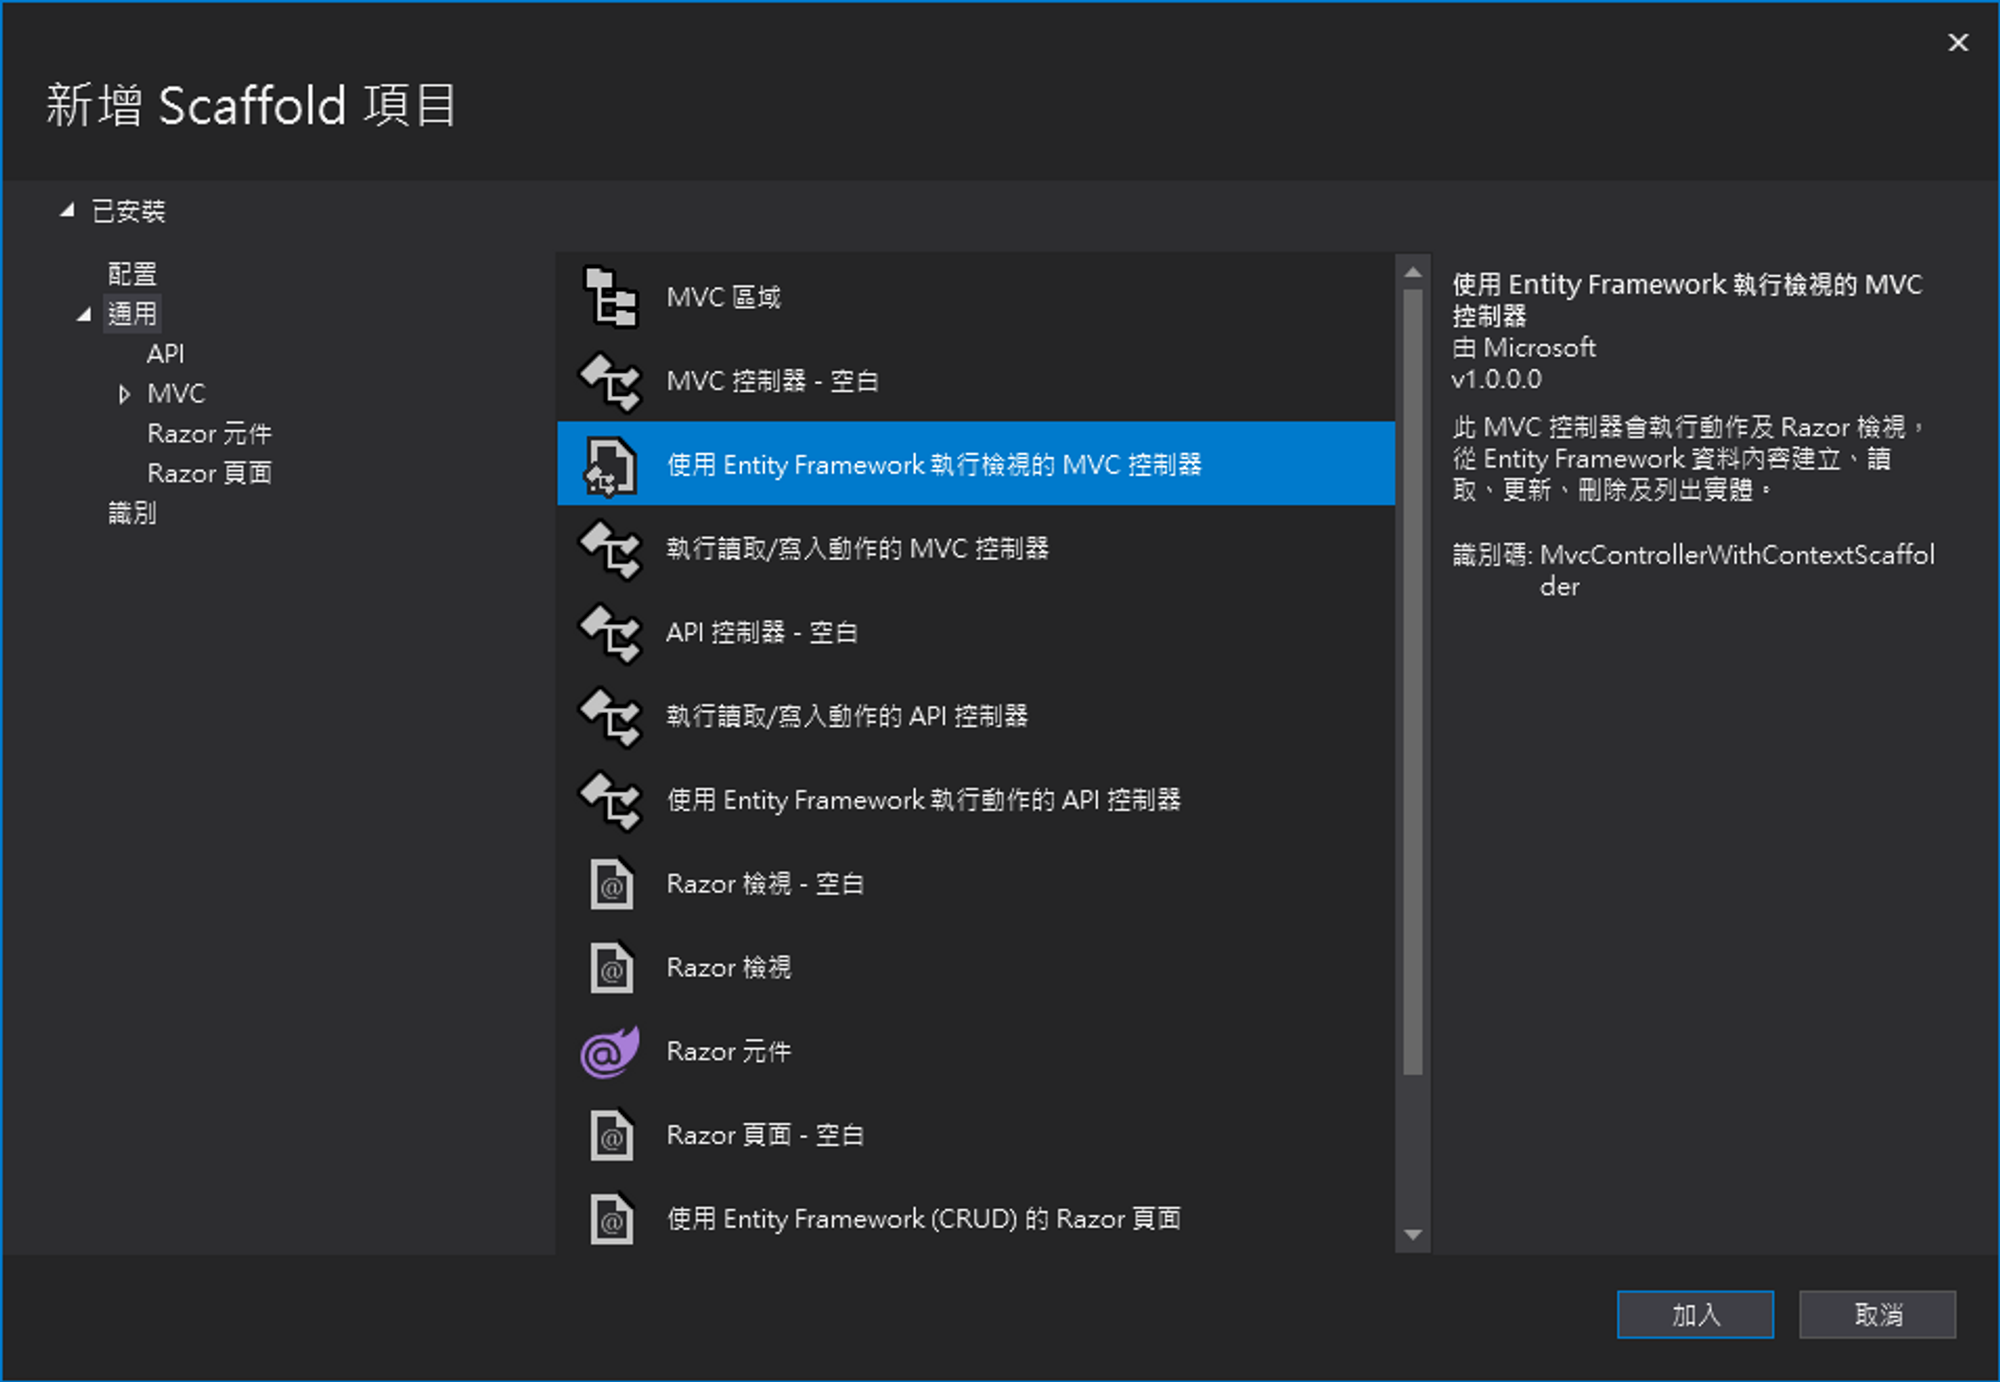 新增 Scaffold 項目
已安裝
配置
通用
API
MVC
Razor 元件
Razor 頁面
識別
MVC 區域
MVC 控制器 - 空白
使用 Entity Framework 執行檢視的 MVC 控制器
執行讀取/寫入動作的 MVC 控制器
API 控制器 - 空白
執行讀取/寫入動作的 API 控制器
使用 Entity Framework 執行動作的 API 控制器
Razor 檢視 - 空白
Razor 檢視
Razor 元件
Razor 頁面 - 空白
使用 Entity Framework (CRUD) 的 Razor 頁面
使用 Entity Framework 執行檢視的 MVC
控制器
由 Microsoft
v1.0.0.0
此 MVC 控制器會執行動作及 Razor 檢視，
從 Entity Framework 資料內容建立、讀
取、更新、刪除及列出實體。
識別碼: MvcControllerWithContextScaffol
der
加入
取消